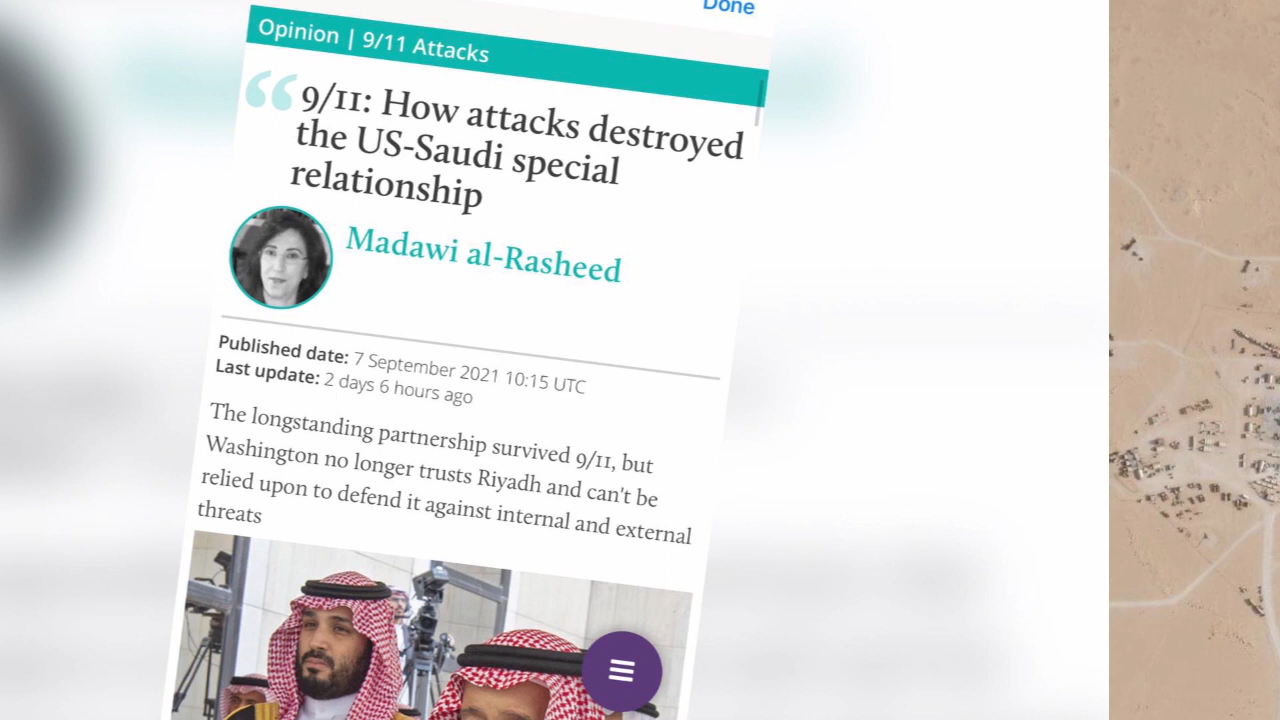 Done
Opinion | 9/11 Attacks
“ 9/11: How attacks destroyed
the US-Saudi special
relationship
Madawi al-Rasheed
Published date: 7 September 2021 10:15 UTC
Last update: 2 days 6 hours ago
The longstanding partnership survived 9/11, but
Washington no longer trusts Riyadh and can't be
relied upon to defend it against internal and external
threats